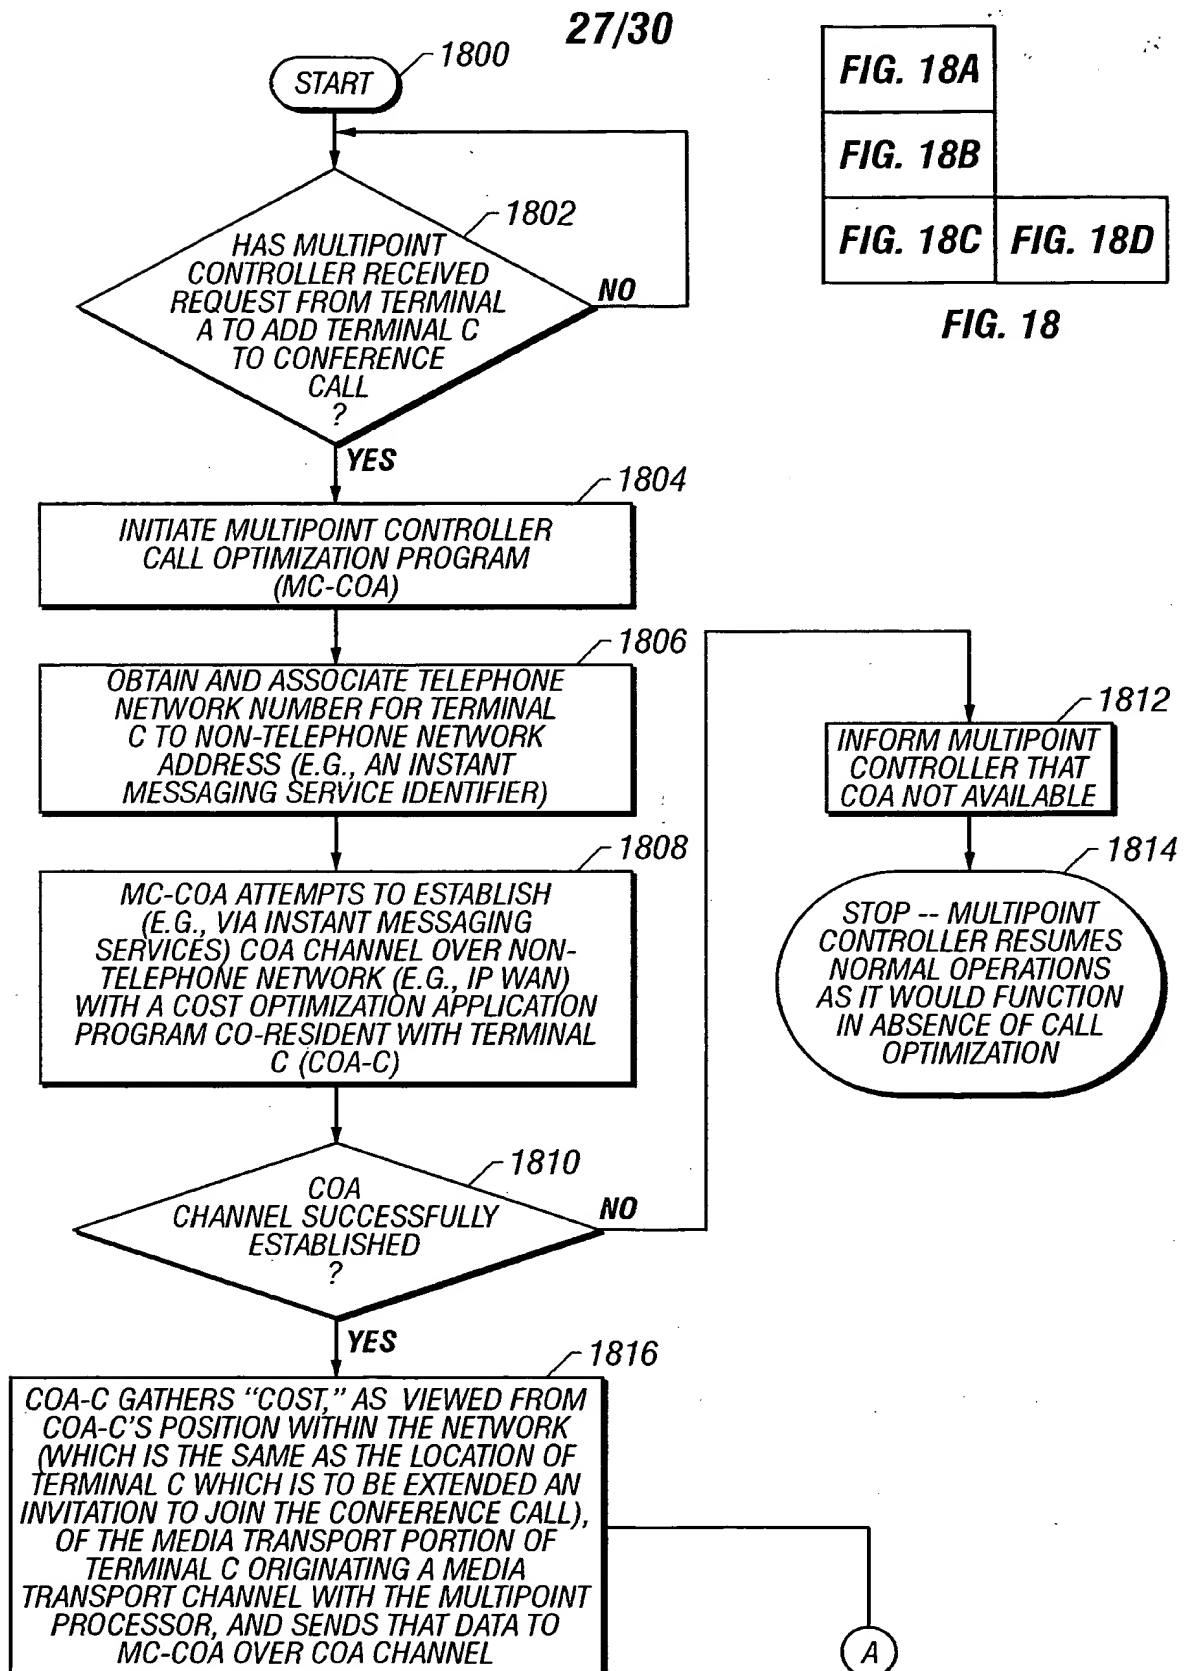 27/30
1800
START
FIG. 18A
FIG. 18B
FIG. 18C
FIG. 18D
FIG. 18
1802
HAS MULTIPOINT
CONTROLLER RECEIVED
REQUEST FROM TERMINAL
A TO ADD TERMINAL C
TO CONFERENCE
CALL
?
NO
YES
1804
INITIATE MULTIPOINT CONTROLLER
CALL OPTIMIZATION PROGRAM
(MC-COA)
1806
OBTAIN AND ASSOCIATE TELEPHONE
NETWORK NUMBER FOR TERMINAL
C TO NON-TELEPHONE NETWORK
ADDRESS (E.G., AN INSTANT
MESSAGING SERVICE IDENTIFIER)
1808
MC-COA ATTEMPTS TO ESTABLISH
(E.G., VIA INSTANT MESSAGING
SERVICES) COA CHANNEL OVER NON-
TELEPHONE NETWORK (E.G., IP WAN)
WITH A COST OPTIMIZATION APPLICATION
PROGRAM CO-RESIDENT WITH TERMINAL
C (COA-C)
1810
COA
CHANNEL SUCCESSFULLY
ESTABLISHED
?
NO
YES
1812
INFORM MULTIPOINT
CONTROLLER THAT
COA NOT AVAILABLE
1814
STOP -- MULTIPOINT
CONTROLLER RESUMES
NORMAL OPERATIONS
AS IT WOULD FUNCTION
IN ABSENCE OF CALL
OPTIMIZATION
1816
COA-C GATHERS "COST," AS VIEWED FROM
COA-C'S POSITION WITHIN THE NETWORK
(WHICH IS THE SAME AS THE LOCATION OF
TERMINAL C WHICH IS TO BE EXTENDED AN
INVITATION TO JOIN THE CONFERENCE CALL),
OF THE MEDIA TRANSPORT PORTION OF
TERMINAL C ORIGINATING A MEDIA
TRANSPORT CHANNEL WITH THE MULTIPOINT
PROCESSOR, AND SENDS THAT DATA TO
MC-COA OVER COA CHANNEL
A